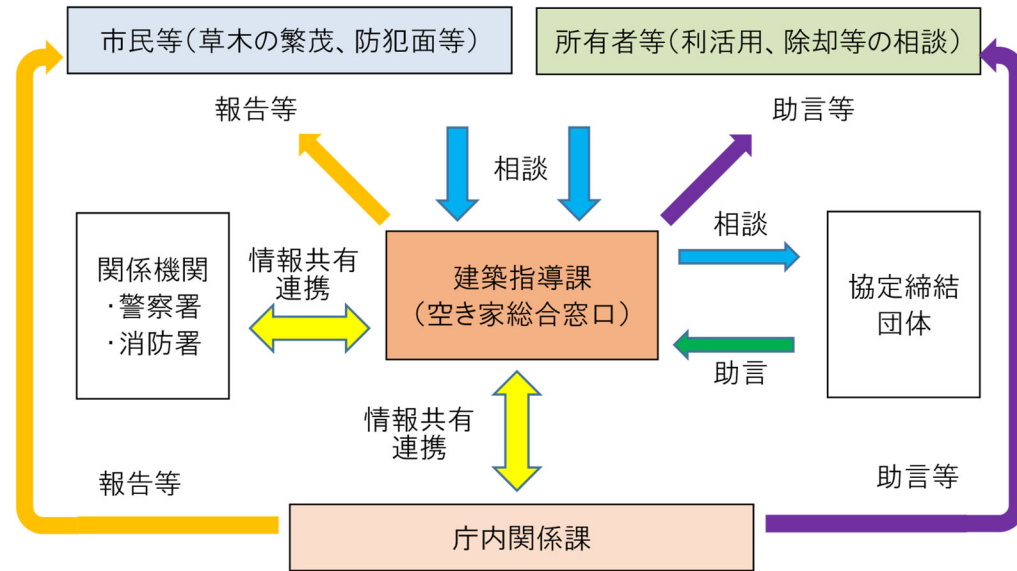 市民等（草木の繁茂、防犯面等）
所有者等（利活用、除却等の相談）
報告等
助言等
相談
関係機関
・警察署
・消防署
情報共有
連携
建築指導課
（空き家総合窓口）
相談
助言
協定締結
団体
情報共有
連携
報告等
助言等
庁内関係課